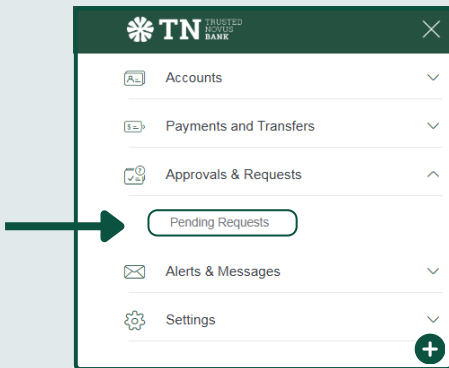 TN TRUSTED
NOVUS
BANK
Accounts
Payments and Transfers
Approvals & Requests
Pending Requests
Alerts & Messages
Settings